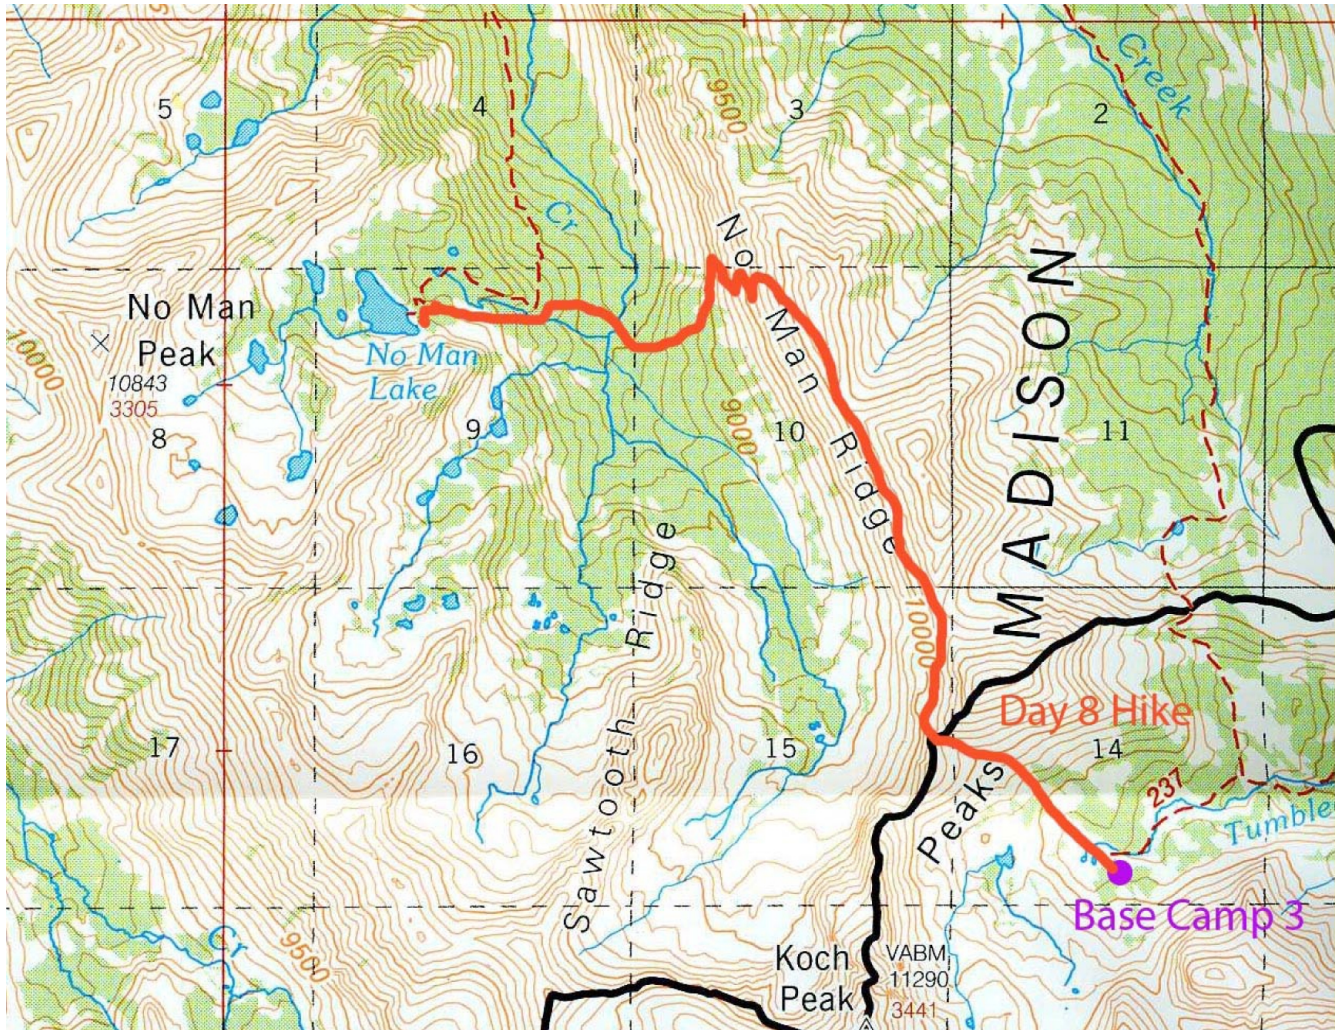 5
4
3
2
9500
Creek
Cr
No Man Ridge
MADISON
No Man
Peak
10843
3305
10000
No Man
Lake
8
9
9000
10
11
Sawtooth Ridge
10000
Day 8 Hike
17
16
15
14
237
Peaks
Tumble
Base Camp 3
Cr
9500
Koch
Peak
VABM
11290
3441